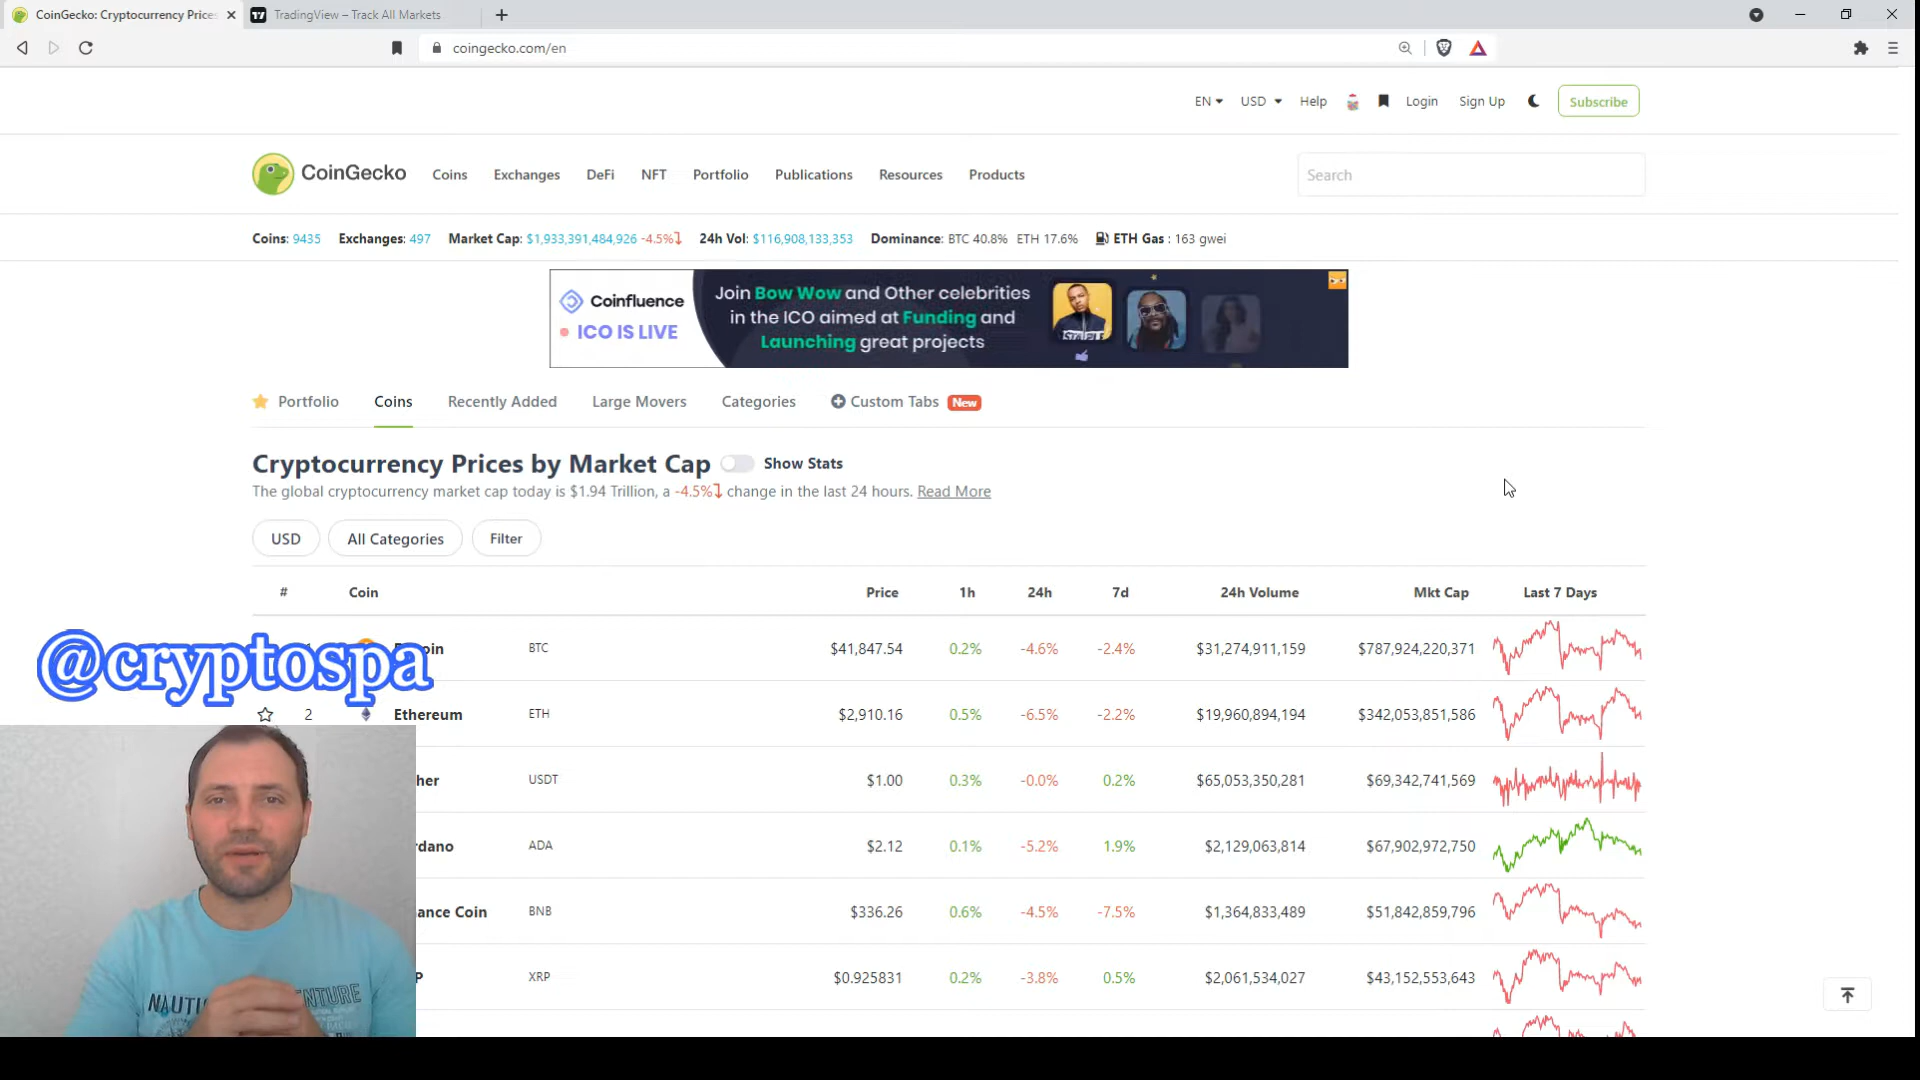 CoinGecko: Cryptocurrency Prices
TradingView – Track All Markets
coingecko.com/en
EN USD Help Login Sign Up Subscribe
CoinGecko Coins Exchanges DeFi NFT Portfolio Publications Resources Products Search
Coins: 9435 Exchanges: 497 Market Cap: $1,933,391,484,926 -4.5% 24h Vol: $116,908,133,353 Dominance: BTC 40.8% ETH 17.6% ETH Gas : 163 gwei
Coinfluence
ICO IS LIVE
Join Bow Wow and Other celebrities
in the ICO aimed at Funding and
Launching great projects
Portfolio Coins Recently Added Large Movers Categories Custom Tabs New
Cryptocurrency Prices by Market Cap Show Stats
The global cryptocurrency market cap today is $1.94 Trillion, a -4.5% change in the last 24 hours. Read More
USD All Categories Filter
# Coin Price 1h 24h 7d 24h Volume Mkt Cap Last 7 Days
oin BTC $41,847.54 0.2% -4.6% -2.4% $31,274,911,159 $787,924,220,371
@cryptospa
2 Ethereum ETH $2,910.16 0.5% -6.5% -2.2% $19,960,894,194 $342,053,851,586
her USDT $1.00 0.3% -0.0% 0.2% $65,053,350,281 $69,342,741,569
rdano ADA $2.12 0.1% -5.2% 1.9% $2,129,063,814 $67,902,972,750
ance Coin BNB $336.26 0.6% -4.5% -7.5% $1,364,833,489 $51,842,859,796
P XRP $0.925831 0.2% -3.8% 0.5% $2,061,534,027 $43,152,553,643